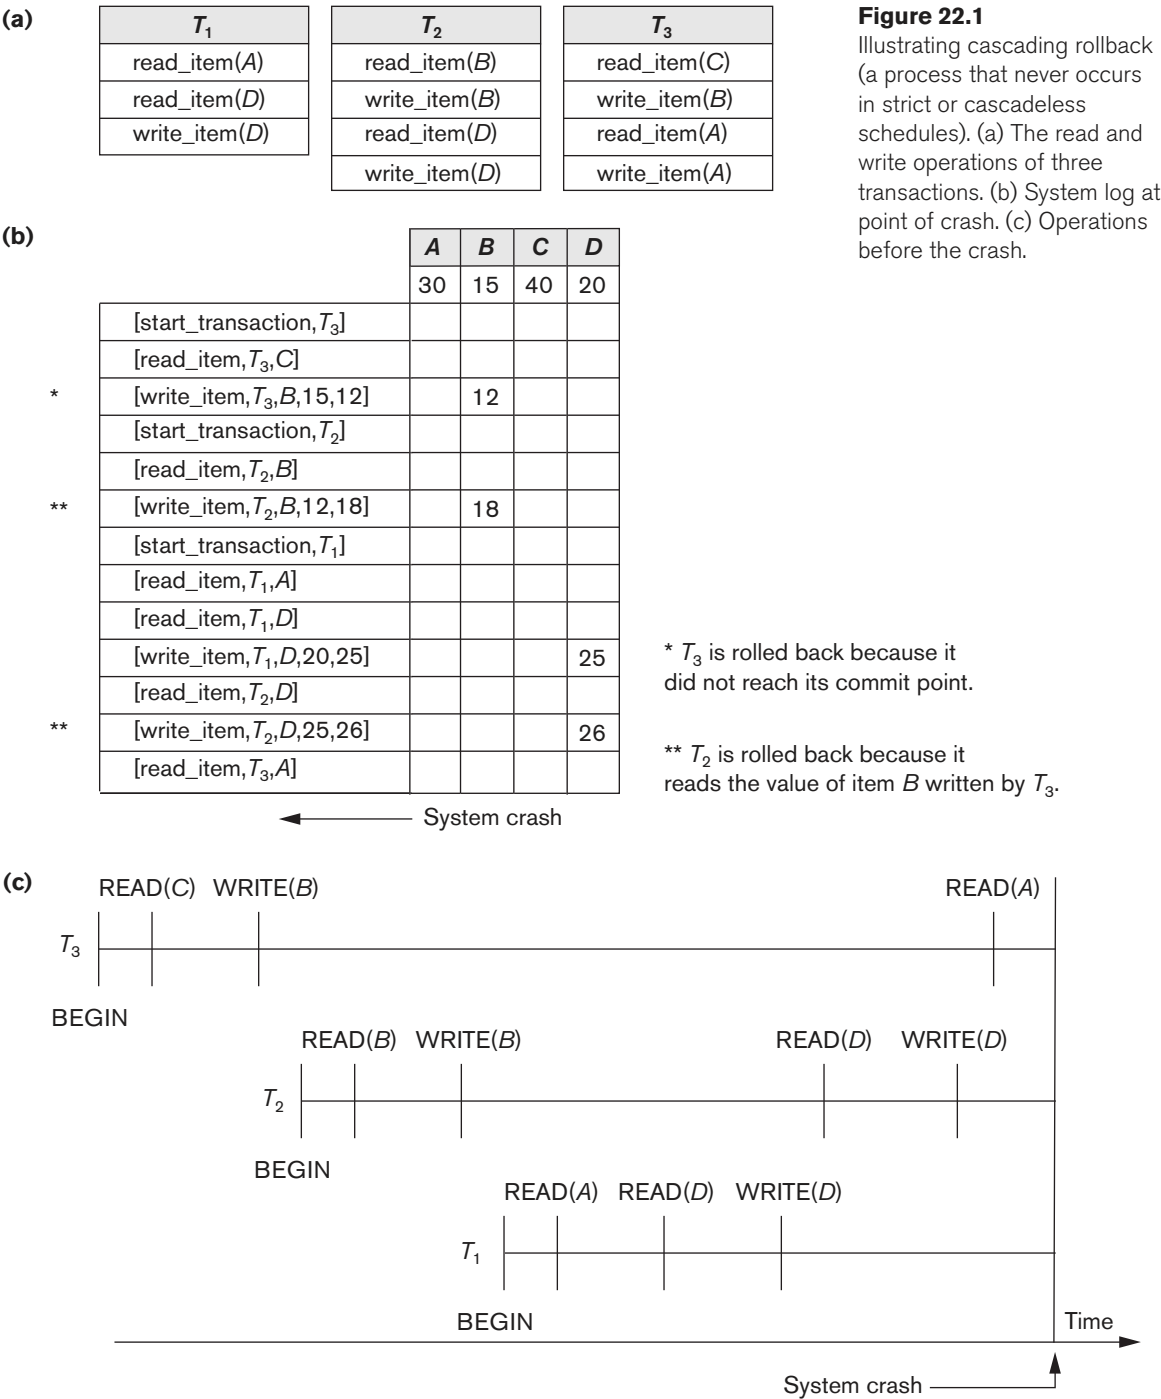 (a)
T1 T2 T3
read_item(A) read_item(B) read_item(C)
read_item(D) write_item(B) write_item(B)
write_item(D) read_item(D) read_item(A)
write_item(D) write_item(A)
Figure 22.1
Illustrating cascading rollback
(a process that never occurs
in strict or cascadeless
schedules). (a) The read and
write operations of three
transactions. (b) System log at
point of crash. (c) Operations
before the crash.
(b)
A B C D
30 15 40 20
[start_transaction,T3]
[read_item,T3,C]
* [write_item,T3,B,15,12] 12
[start_transaction,T2]
[read_item,T2,B]
** [write_item,T2,B,12,18] 18
[start_transaction,T1]
[read_item,T1,A]
[read_item,T1,D]
[write_item,T1,D,20,25] 25
[read_item,T2,D]
** [write_item,T2,D,25,26] 26
[read_item,T3,A]
* T3 is rolled back because it
did not reach its commit point.
** T2 is rolled back because it
reads the value of item B written by T3.
System crash
(c)
READ(C) WRITE(B) READ(A)
T3
BEGIN
READ(B) WRITE(B) READ(D) WRITE(D)
T2
BEGIN
READ(A) READ(D) WRITE(D)
T1
BEGIN
Time
System crash